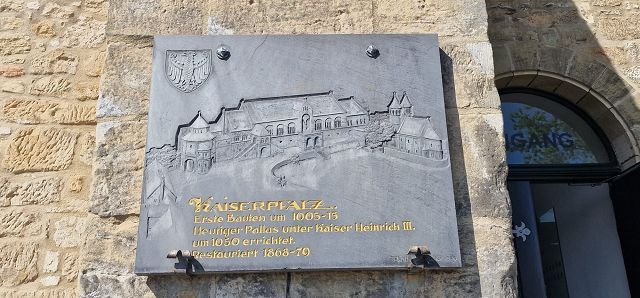 Kaiserpfalz
Erste Bauten um 1005-15
Heutiger Pallas unter Kaiser Heinrich III.
um 1050 errichtet.
Restauriert 1868-79
GANG